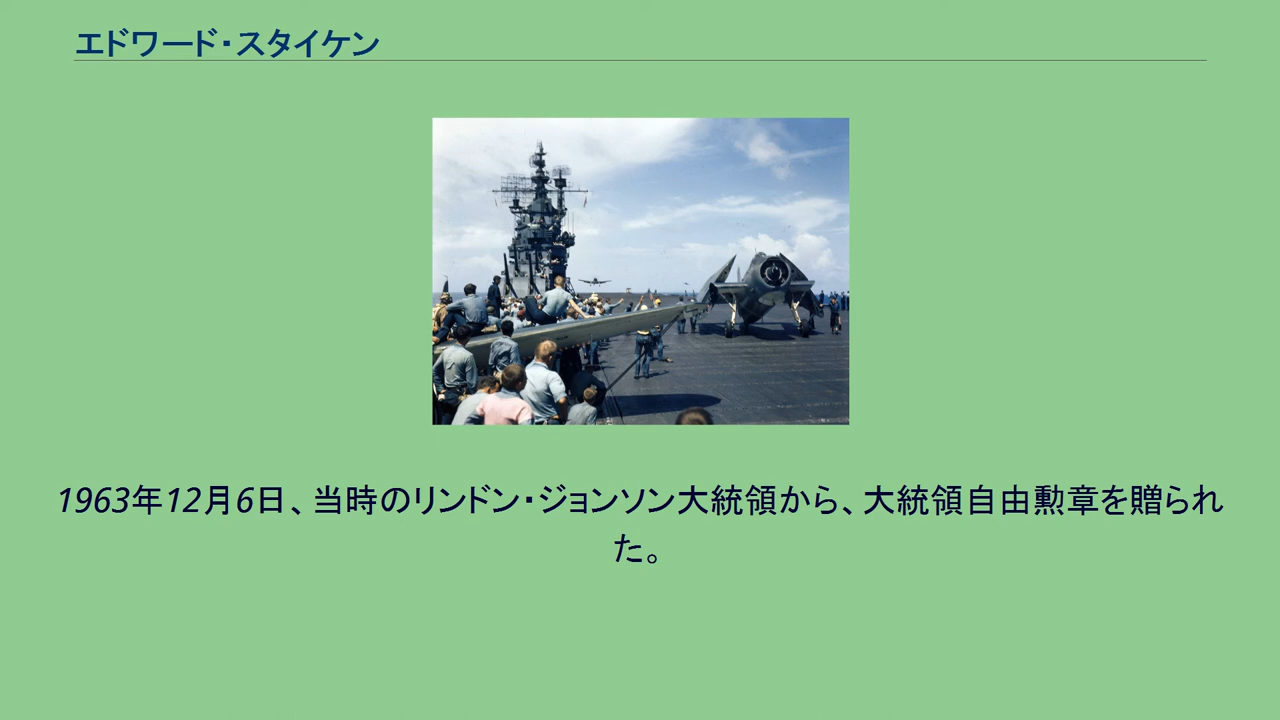 エドワード・スタイケン
1963年12月6日、当時のリンドン・ジョンソン大統領から、大統領自由勲章を贈られ
た。